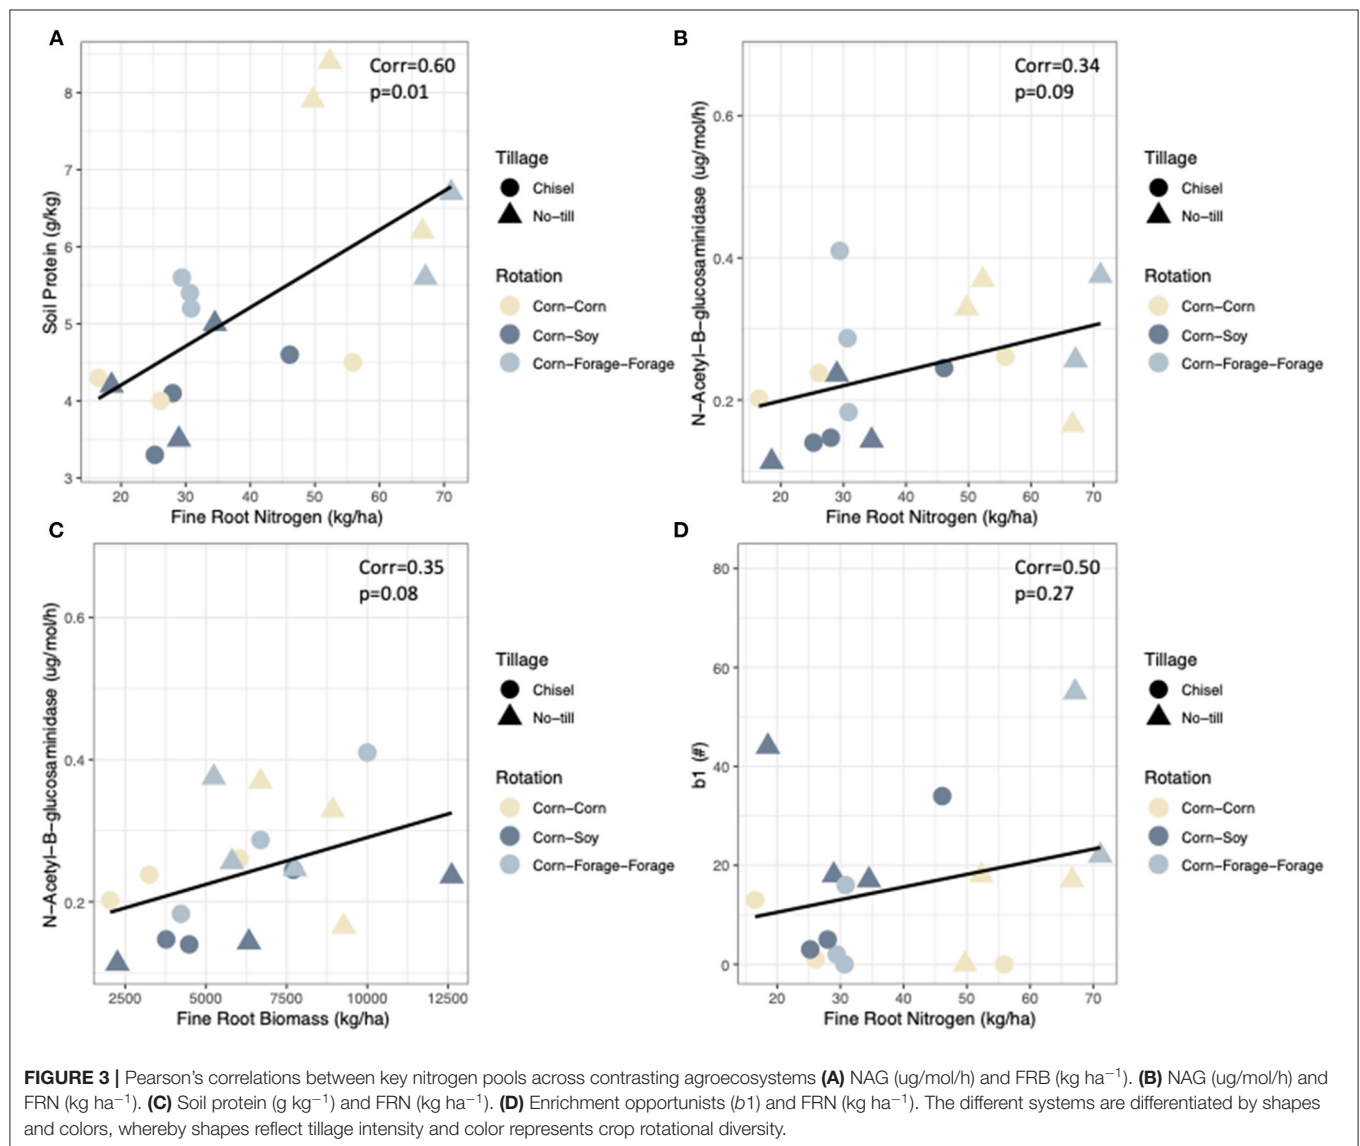 A
Corr=0.60
p=0.01
Soil Protein (g/kg)
8
7
6
5
4
3
20 30 40 50 60 70
Fine Root Nitrogen (kg/ha)
Tillage
Chisel
No-till
Rotation
Corn-Corn
Corn-Soy
Corn-Forage-Forage
B
Corr=0.34
p=0.09
N-Acetyl-B-glucosaminidase (ug/mol/h)
0.6
0.4
0.2
20 30 40 50 60 70
Fine Root Nitrogen (kg/ha)
Tillage
Chisel
No-till
Rotation
Corn-Corn
Corn-Soy
Corn-Forage-Forage
C
Corr=0.35
p=0.08
N-Acetyl-B-glucosaminidase (ug/mol/h)
0.6
0.4
0.2
2500 5000 7500 10000 12500
Fine Root Biomass (kg/ha)
Tillage
Chisel
No-till
Rotation
Corn-Corn
Corn-Soy
Corn-Forage-Forage
D
Corr=0.50
p=0.27
b1 (#)
80
60
40
20
0
20 30 40 50 60 70
Fine Root Nitrogen (kg/ha)
Tillage
Chisel
No-till
Rotation
Corn-Corn
Corn-Soy
Corn-Forage-Forage
FIGURE 3 | Pearson's correlations between key nitrogen pools across contrasting agroecosystems (A) NAG (ug/mol/h) and FRB (kg ha⁻¹). (B) NAG (ug/mol/h) and
FRN (kg ha⁻¹). (C) Soil protein (g kg⁻¹) and FRN (kg ha⁻¹). (D) Enrichment opportunists (b1) and FRN (kg ha⁻¹). The different systems are differentiated by shapes
and colors, whereby shapes reflect tillage intensity and color represents crop rotational diversity.